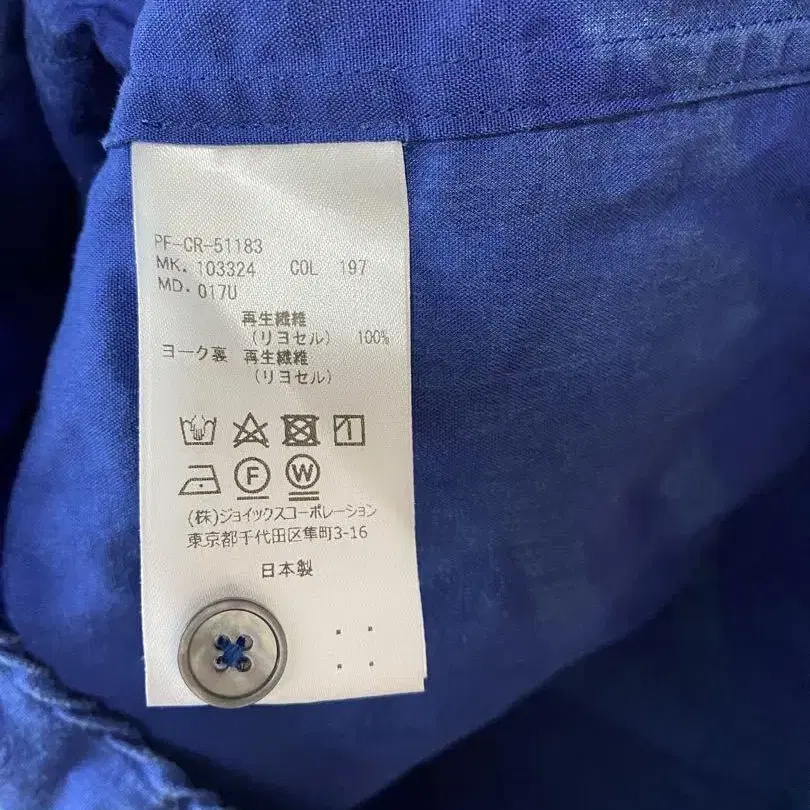 PF-CR-51183
MK. 103324 COL 197
MD. 017U
再生繊維
(リヨセル) 100%
ヨーク裏 再生繊維
(リヨセル)
F W
(株)ジョイックスコーポレーション
東京都千代田区隼町3-16
日本製